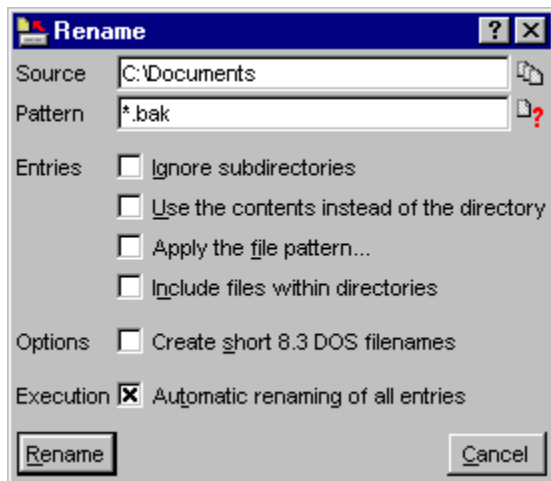 Rename
Source C:\Documents
Pattern *.bak
Entries Ignore subdirectories
Use the contents instead of the directory
Apply the file pattern...
Include files within directories
Options Create short 8.3 DOS filenames
Execution Automatic renaming of all entries
Rename Cancel